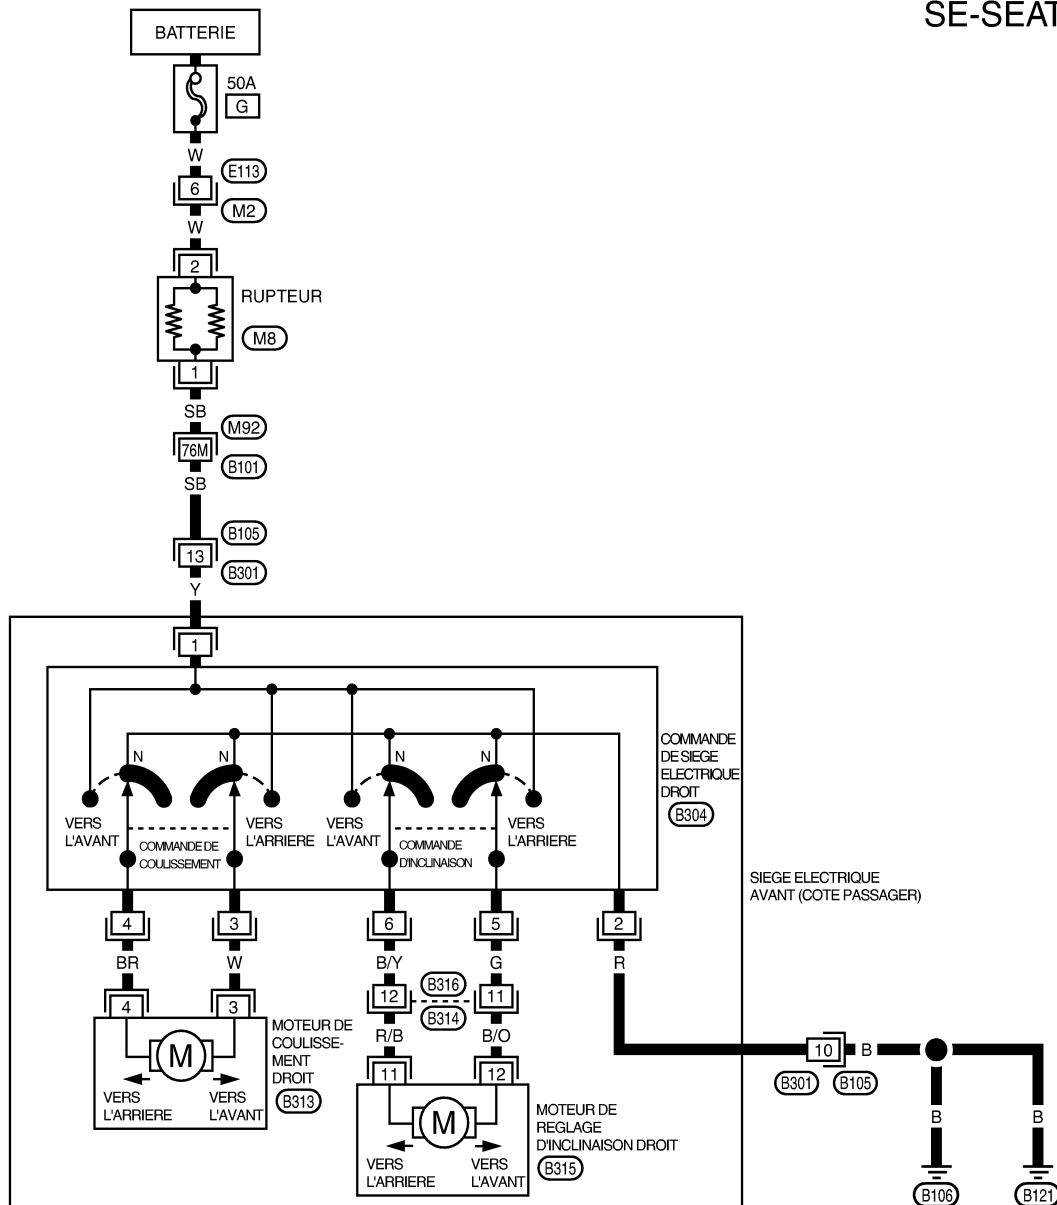 SE-SEAT
BATTERIE
50A
G
W
E113
6
M2
W
2
RUPTEUR
M8
1
SB
M92
76M
B101
SB
B105
13
B301
Y
1
N
N
N
N
VERS
L'AVANT
VERS
L'ARRIERE
VERS
L'AVANT
VERS
L'ARRIERE
COMMANDE DE
COULISSEMENT
COMMANDE
D'INCLINAISON
COMMANDE
DE SIEGE
ELECTRIQUE
DROIT
B304
SIEGE ELECTRIQUE
AVANT (COTE PASSAGER)
4
3
6
5
2
BR
W
B/Y
G
R
12
B316
11
B314
4
3
R/B
B/O
MOTEUR DE
COULISSE-
MENT
DROIT
B313
M
VERS
L'ARRIERE
VERS
L'AVANT
11
12
M
VERS
L'ARRIERE
VERS
L'AVANT
MOTEUR DE
REGLAGE
D'INCLINAISON DROIT
B315
10
B
B301
B105
B
B
B106
B121